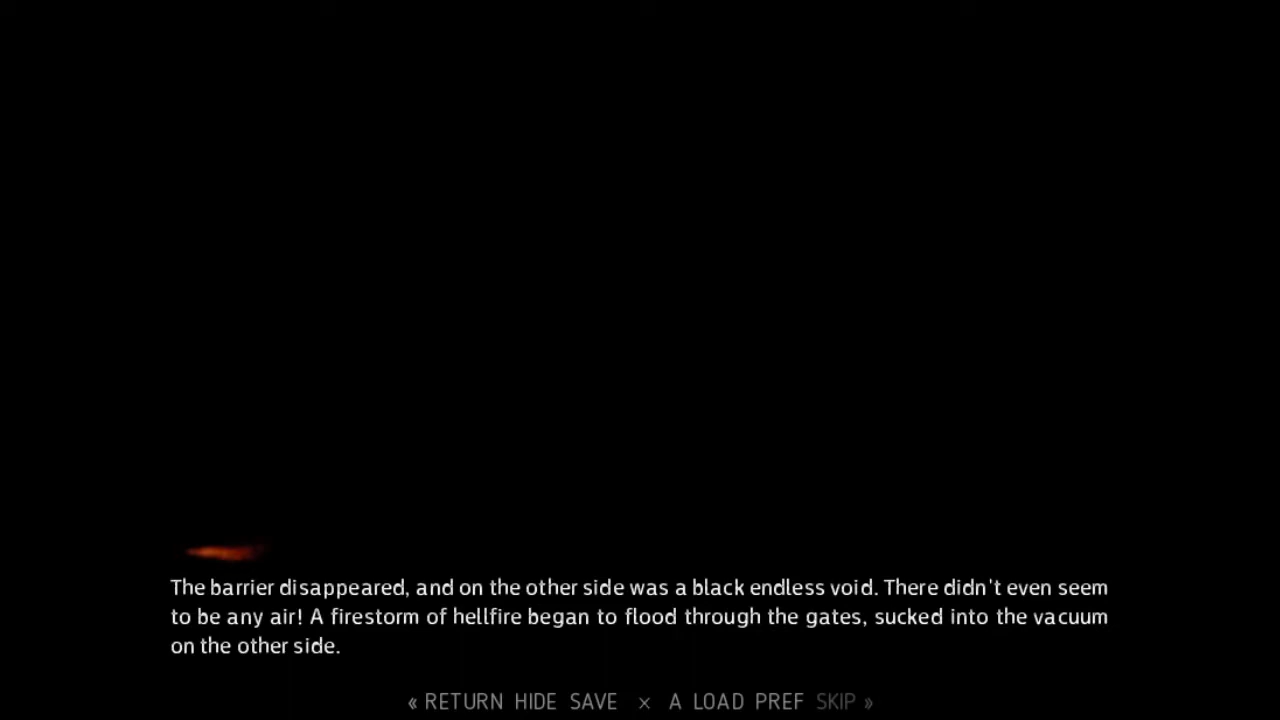 The barrier disappeared, and on the other side was a black endless void. There didn't even seem
to be any air! A firestorm of hellfire began to flood through the gates, sucked into the vacuum
on the other side.
« RETURN HIDE SAVE × A LOAD PREF SKIP »